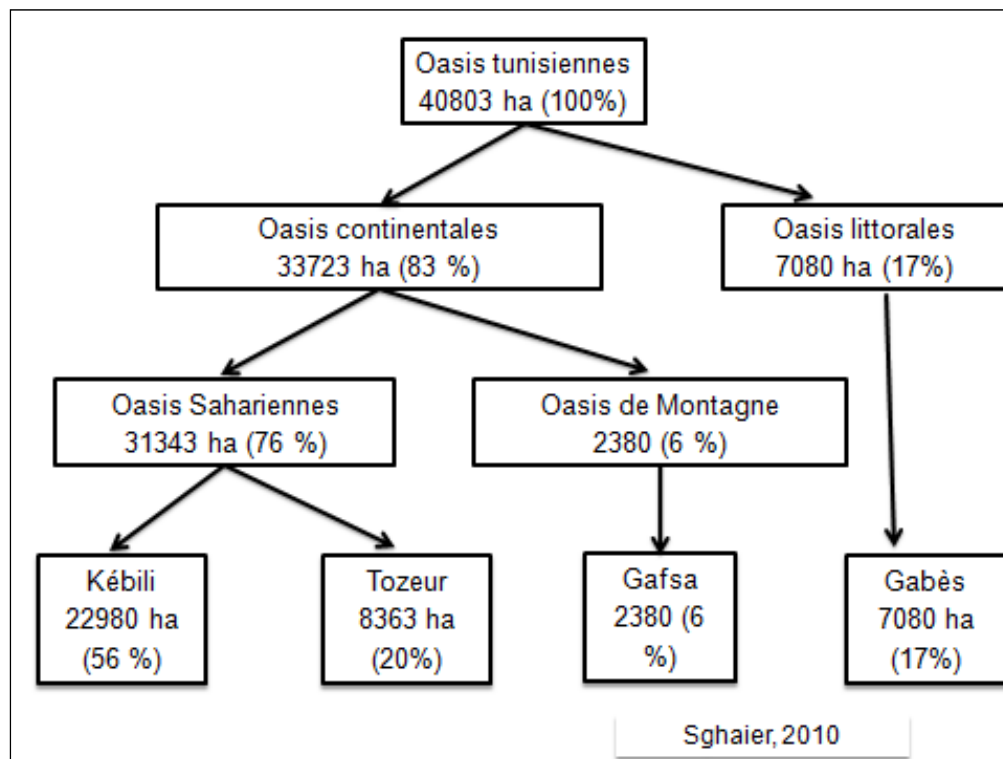 Oasis tunisiennes
40803 ha (100%)
Oasis continentales
33723 ha (83 %)
Oasis littorales
7080 ha (17%)
Oasis Sahariennes
31343 ha (76 %)
Oasis de Montagne
2380 (6 %)
Kébili
22980 ha
(56 %)
Tozeur
8363 ha
(20%)
Gafsa
2380 (6
%)
Gabès
7080 ha
(17%)
Sghaier, 2010